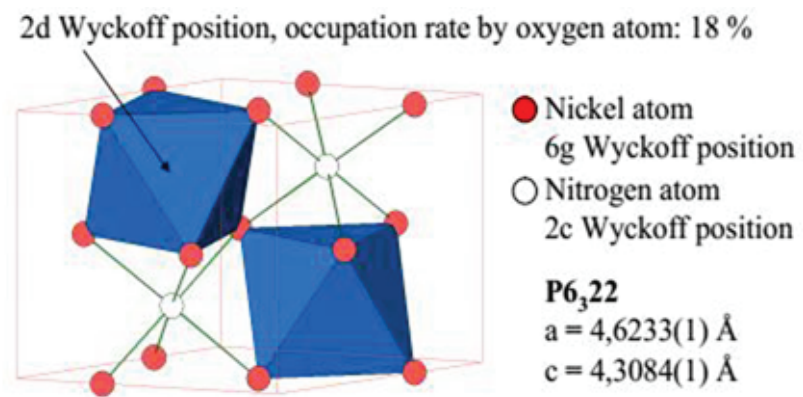 2d Wyckoff position, occupation rate by oxygen atom: 18 %
Nickel atom
6g Wyckoff position
Nitrogen atom
2c Wyckoff position
P6₃22
a = 4,6233(1) Å
c = 4,3084(1) Å